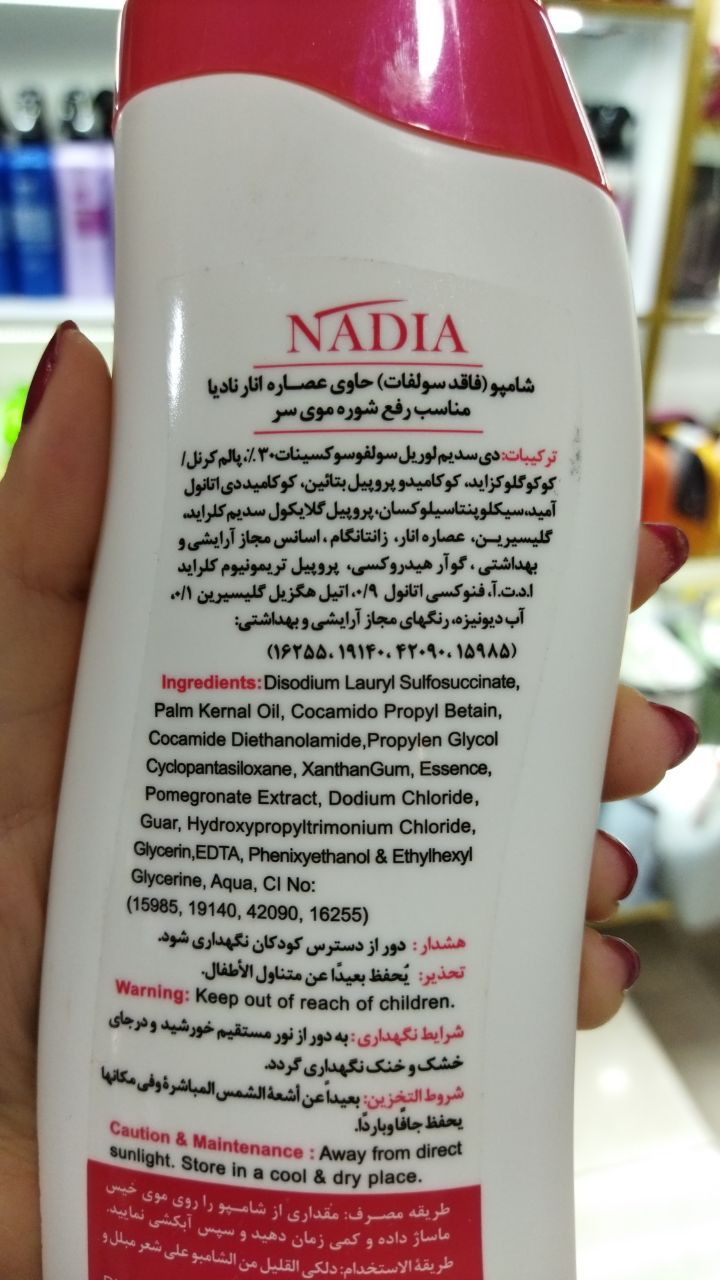 NADIA
شامپو (فاقد سولفات) حاوی عصاره انار نادیا
مناسب رفع شوره موی سر
ترکیبات: دی سدیم لوریل سولفوسوکسینات ۳۰٪، پالم کرنل/
کوکو گلوکزاید، کوکامیدو پروپیل بتائین، کوکامید دی اتانول
آمید، سیکلوپنتاسیلوکسان، پروپیل گلایکول سدیم کلراید،
گلیسیرین، عصاره انار، زانتانگام، اسانس مجاز آرایشی و
بهداشتی، گوآر هیدروکسی، پروپیل تریمونیوم کلراید
ا.د.ت.آ، فنوکسی اتانول ۰/۹، اتیل هگزیل گلیسیرین ۰/۱،
آب دیونیزه، رنگهای مجاز آرایشی و بهداشتی:
(۱۵۹۸۵، ۴۲۰۹۰، ۱۹۱۴۰، ۱۶۲۵۵)
Ingredients: Disodium Lauryl Sulfosuccinate,
Palm Kernal Oil, Cocamido Propyl Betain,
Cocamide Diethanolamide,Propylen Glycol
Cyclopantasiloxane, XanthanGum, Essence,
Pomegronate Extract, Dodium Chloride,
Guar, Hydroxypropyltrimonium Chloride,
Glycerin,EDTA, Phenixyethanol & Ethylhexyl
Glycerine, Aqua, CI No:
(15985, 19140, 42090, 16255)
هشدار: دور از دسترس کودکان نگهداری شود.
تحذیر: یُحفظ بعیدًا عن متناول الأطفال.
Warning: Keep out of reach of children.
شرایط نگهداری: به دور از نور مستقیم خورشید و درجای
خشک و خنک نگهداری گردد.
شروط التخزین: بعیداً عن أشعة الشمس المباشرة وفی مکانها
یحفظ جافًا وباردًا.
Caution & Maintenance : Away from direct
sunlight. Store in a cool & dry place.
طریقه مصرف: مقداری از شامپو را روی موی خیس
ماساژ داده و کمی زمان دهید و سپس آبکشی نمایید.
طریقة الاستخدام: دلکی القلیل من الشامبو علی شعر مبلل و